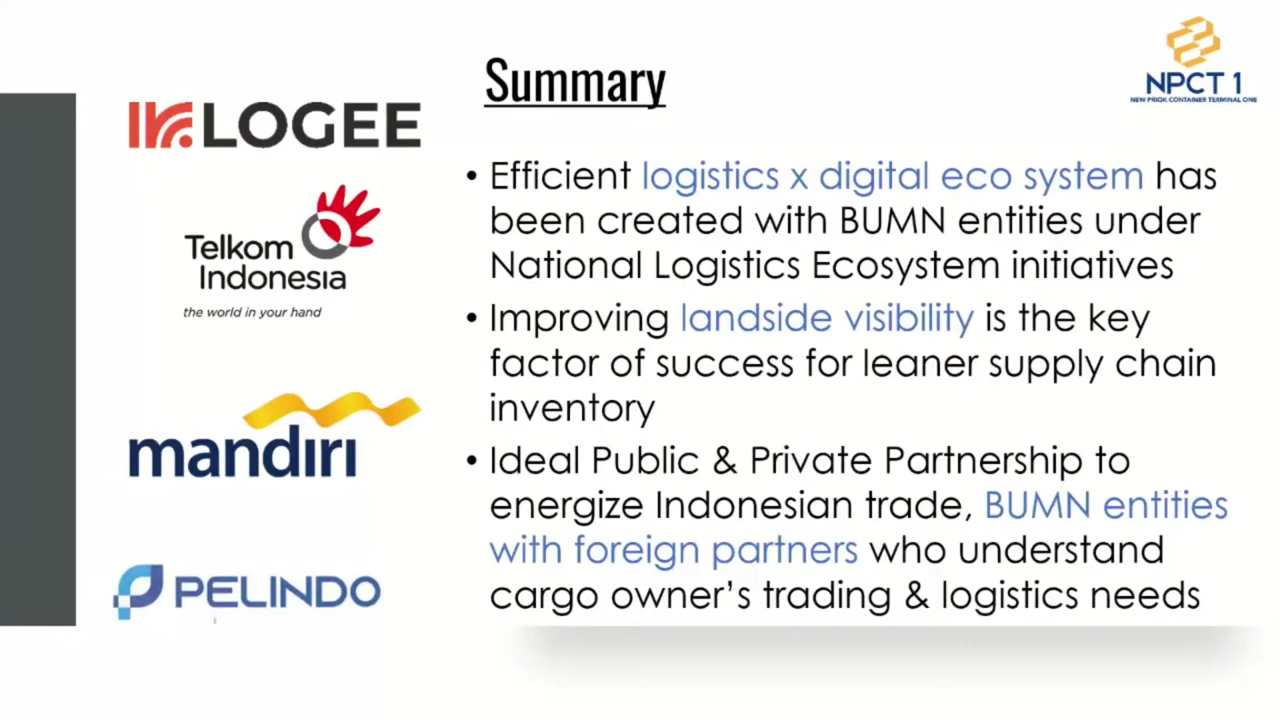 Summary
NPCT 1
NEW PRIOK CONTAINER TERMINAL ONE
LOGEE
Telkom
Indonesia
the world in your hand
mandiri
PELINDO
• Efficient logistics x digital eco system has
been created with BUMN entities under
National Logistics Ecosystem initiatives
• Improving landside visibility is the key
factor of success for leaner supply chain
inventory
• Ideal Public & Private Partnership to
energize Indonesian trade, BUMN entities
with foreign partners who understand
cargo owner’s trading & logistics needs